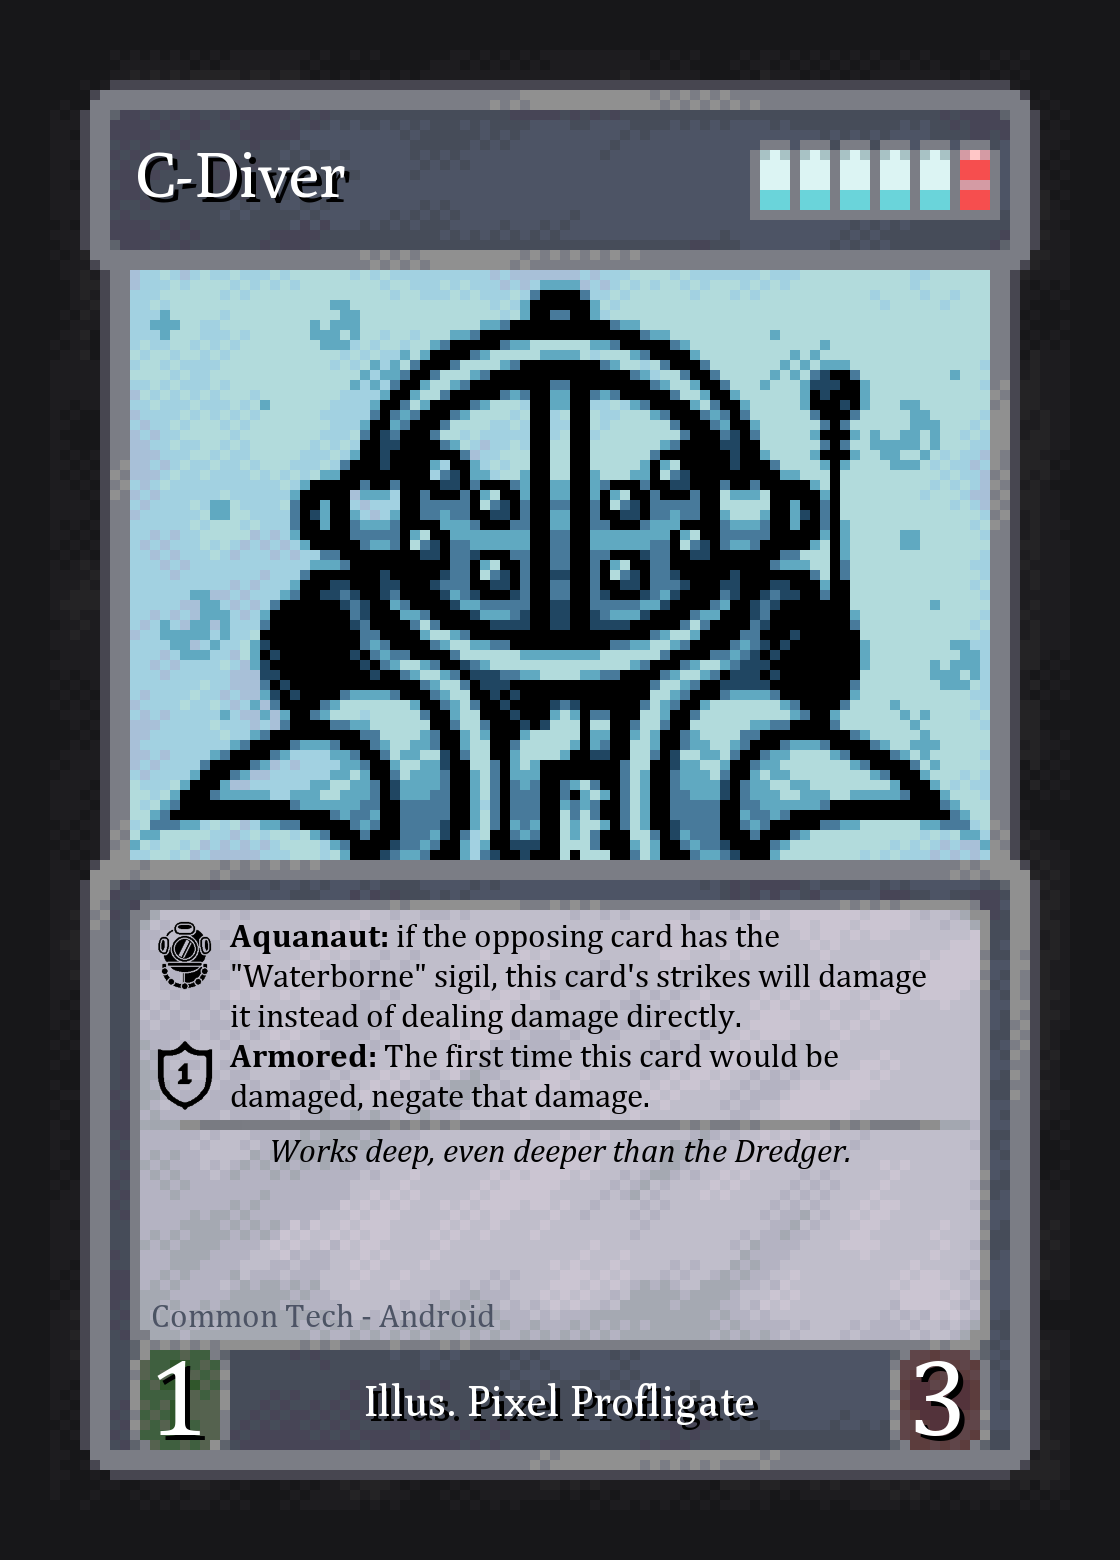 C-Diver
Aquanaut: if the opposing card has the
"Waterborne" sigil, this card's strikes will damage
it instead of dealing damage directly.
1
Armored: The first time this card would be
damaged, negate that damage.
Works deep, even deeper than the Dredger.
Common Tech - Android
1
Illus. Pixel Profligate
3